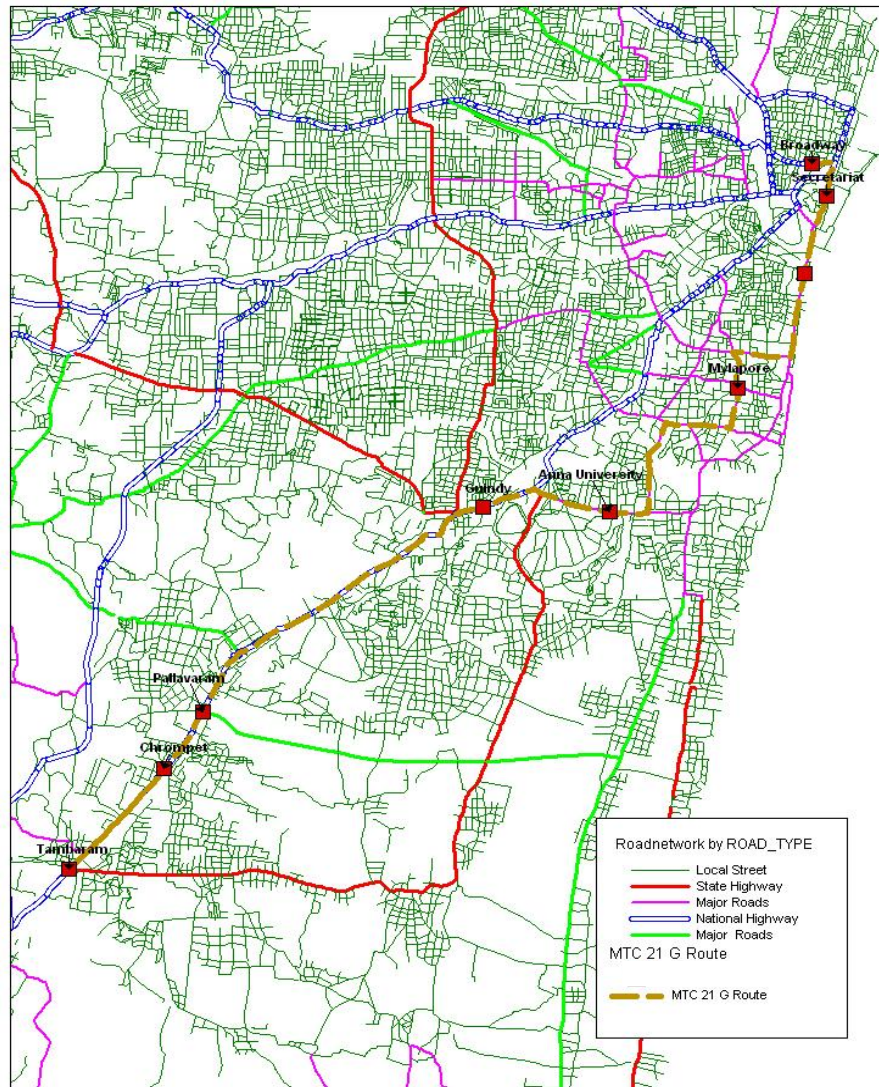 Broadway
Secretariat
Mylapore
Anna University
Guindy
Pallavaram
Chrompet
Tambaram
Roadnetwork by ROAD_TYPE
Local Street
State Highway
Major Roads
National Highway
Major Roads
MTC 21 G Route
MTC 21 G Route